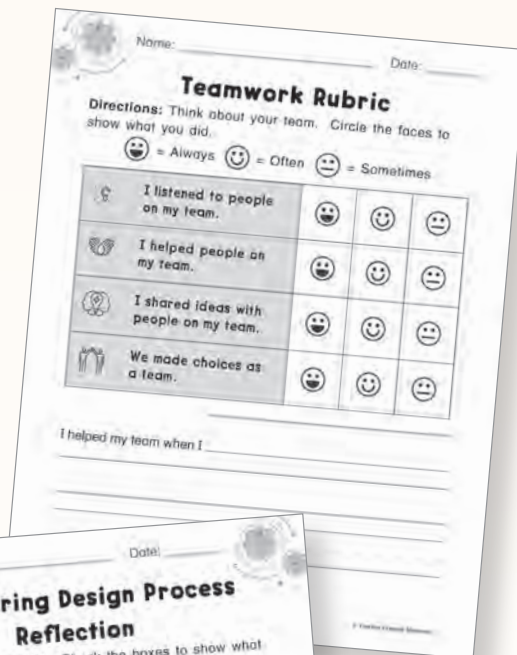 Name:
Date:
Teamwork Rubric
Directions: Think about your team. Circle the faces to
show what you did.
= Always = Often = Sometimes
I listened to people
on my team.
I helped people on
my team.
I shared ideas with
people on my team.
We made choices as
a team.
I helped my team when I
Date:
ring Design Process
Reflection
the boxes to show what